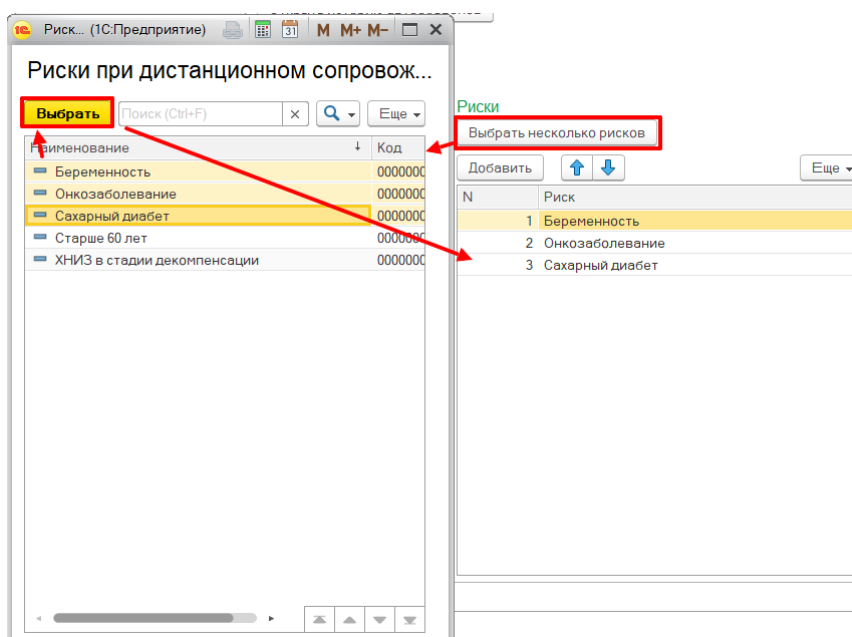 Риск... (1С:Предприятие) 31 M M+ M−
Риски при дистанционном сопровож...
Выбрать Поиск (Ctrl+F) × Еще
Наименование ↓ Код
Беременность 0000000
Онкозаболевание 0000000
Сахарный диабет 0000000
Старше 60 лет 0000000
ХНИЗ в стадии декомпенсации 0000000
Риски
Выбрать несколько рисков
Добавить Еще
N Риск
1 Беременность
2 Онкозаболевание
3 Сахарный диабет